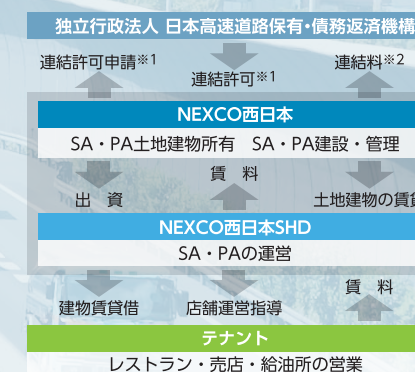 独立行政法人 日本高速道路保有・債務返済機構
連結許可申請※1
連結許可※1
連結料※2
NEXCO西日本
SA・PA土地建物所有 SA・PA建設・管理
出 資
賃 料
土地建物の賃貸
NEXCO西日本SHD
SA・PAの運営
建物賃貸借
店舗運営指導
賃 料
テナント
レストラン・売店・給油所の営業